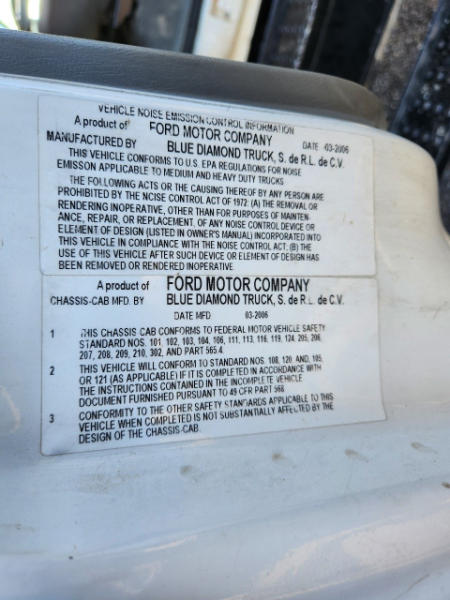 VEHICLE NOISE EMISSION CONTROL INFORMATION
A product of FORD MOTOR COMPANY DATE 03-2006
MANUFACTURED BY BLUE DIAMOND TRUCK, S. de R.L. de C.V.
THIS VEHICLE CONFORMS TO U.S. EPA REGULATIONS FOR NOISE
EMISSON APPLICABLE TO MEDIUM AND HEAVY DUTY TRUCKS
THE FOLLOWING ACTS OR THE CAUSING THEREOF BY ANY PERSON ARE
PROHIBITED BY THE NOISE CONTROL ACT OF 1972: (A) THE REMOVAL OR
RENDERING INOPERATIVE, OTHER THAN FOR PURPOSES OF MAINTEN-
ANCE, REPAIR, OR REPLACEMENT, OF ANY NOISE CONTROL DEVICE OR
ELEMENT OF DESIGN (LISTED IN OWNER'S MANUAL) INCORPORATED INTO
THIS VEHICLE IN COMPLIANCE WITH THE NOISE CONTROL ACT; (B) THE
USE OF THIS VEHICLE AFTER SUCH DEVICE OR ELEMENT OF DESIGN HAS
BEEN REMOVED OR RENDERED INOPERATIVE.
A product of FORD MOTOR COMPANY
CHASSIS-CAB MFD. BY BLUE DIAMOND TRUCK, S. de R.L. de C.V.
DATE MFD 03-2006
1 THIS CHASSIS CAB CONFORMS TO FEDERAL MOTOR VEHICLE SAFETY
STANDARD NOS. 101, 102, 103, 104, 106, 111, 113, 116, 119, 124, 205, 206,
207, 208, 209, 210, 302, AND PART 565.4.
2 THIS VEHICLE WILL CONFORM TO STANDARD NOS. 108, 120 AND, 105,
OR 121 (AS APPLICABLE) IF IT IS COMPLETED IN ACCORDANCE WITH
THE INSTRUCTIONS CONTAINED IN THE INCOMPLETE VEHICLE
DOCUMENT FURNISHED PURSUANT TO 49 CFR PART 568.
3 CONFORMITY TO THE OTHER SAFETY STANDARDS APPLICABLE TO THIS
VEHICLE WHEN COMPLETED IS NOT SUBSTANTIALLY AFFECTED BY THE
DESIGN OF THE CHASSIS-CAB.